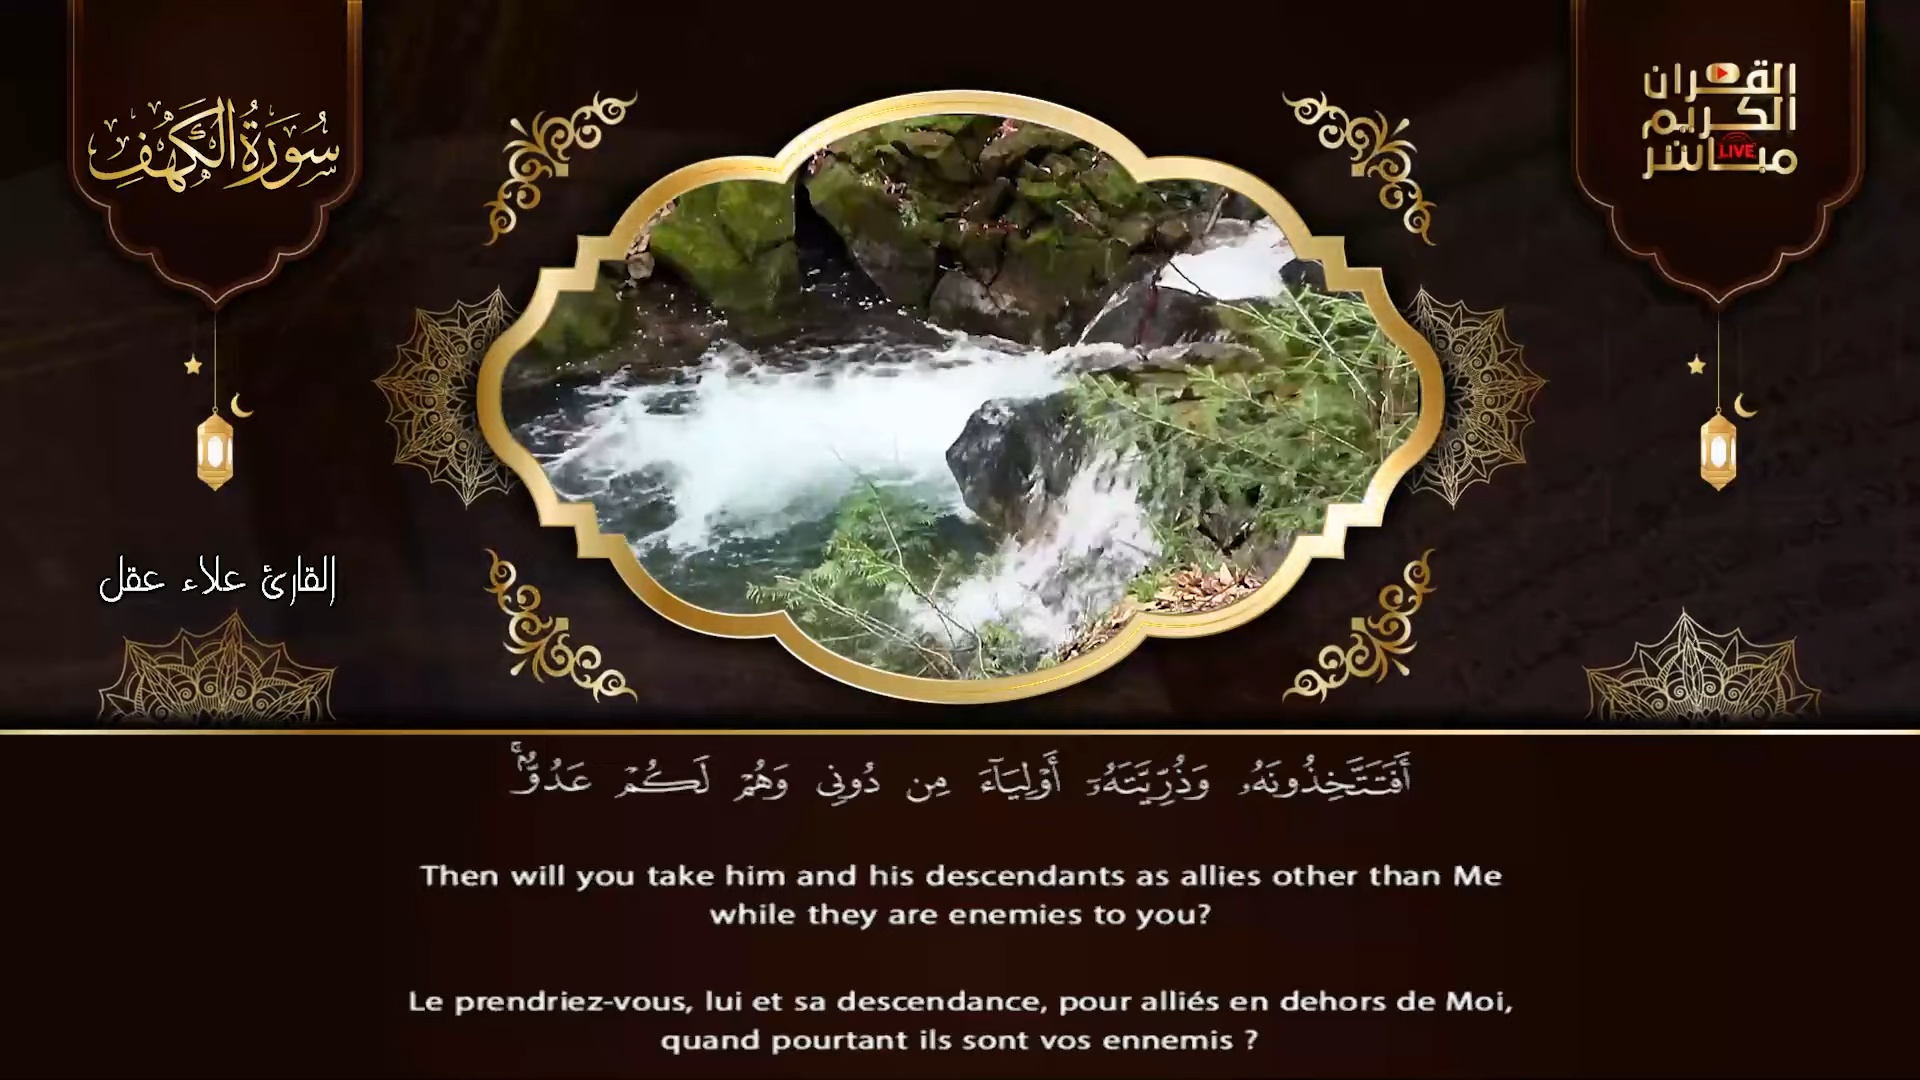 سُورَةُ الكَهْفِ
القرآن
الكريم
مباشر
LIVE
القارئ علاء عقل
أَفَتَتَّخِذُونَهُۥ وَذُرِّيَّتَهُۥٓ أَوْلِيَآءَ مِن دُونِى وَهُمْ لَكُمْ عَدُوٌّۢ ۚ
Then will you take him and his descendants as allies other than Me
while they are enemies to you?
Le prendriez-vous, lui et sa descendance, pour alliés en dehors de Moi,
quand pourtant ils sont vos ennemis ?